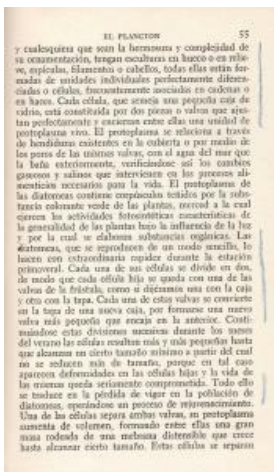 EL PLANCTON 55
y cualesquiera que sean la hermosura y complejidad de
su ornamentación, tengan esculturas en hueco o en relie-
ve, espículas, filamentos o cabellos, todas ellas están for-
madas de unidades individuales perfectamente diferen-
ciadas o células, frecuentemente asociadas en cadenas o
en haces. Cada célula, que semeja una pequeña caja de
vidrio, está constituida por dos piezas o valvas que ajus-
tan perfectamente y encierran entre ellas una unidad de
protoplasma vivo. El protoplasma se relaciona a través
de hendiduras existentes en la cubierta o por medio de
los poros de las mismas valvas, con el agua del mar que
la baña exteriormente, verificándose así los cambios
gaseosos y salinos que intervienen en los procesos ali-
menticios necesarios para la vida. El protoplasma de
las diatomeas contiene corpúsculos teñidos por la subs-
tancia colorante verde de las plantas, merced a la cual
ejercen las actividades fotosintéticas características de
la generalidad de las plantas bajo la influencia de la luz
y por la cual se elaboran substancias orgánicas. Las
diatomeas, que se reproducen de un modo sencillo, lo
hacen con extraordinaria rapidez durante la estación
primaveral. Cada una de sus células se divide en dos,
de modo que cada célula hija se queda con una de las
valvas de la frústula, como si dijéramos una con la caja
y otra con la tapa. Cada una de estas valvas se convierte
en la tapa de una nueva caja, por formarse una nueva
valva más pequeña que encaja en la anterior. Conti-
nuándose estas divisiones sucesivas durante los meses
del verano las células resultan más y más pequeñas hasta
que alcanzan un cierto tamaño mínimo a partir del cual
no se reducen más de tamaño, porque en tal caso
aparecen deformidades en las células hijas y la vida de
las mismas queda seriamente comprometida. Todo ello
se traduce en la pérdida de vigor en la población de
diatomeas, operándose un proceso de rejuvenecimiento.
Una de las células separa ambas valvas, su protoplasma
aumenta de volumen, formando entre ellas una gran
masa rodeada de una membrana distensible que crece
hasta alcanzar cierto tamaño. Estas células se separan